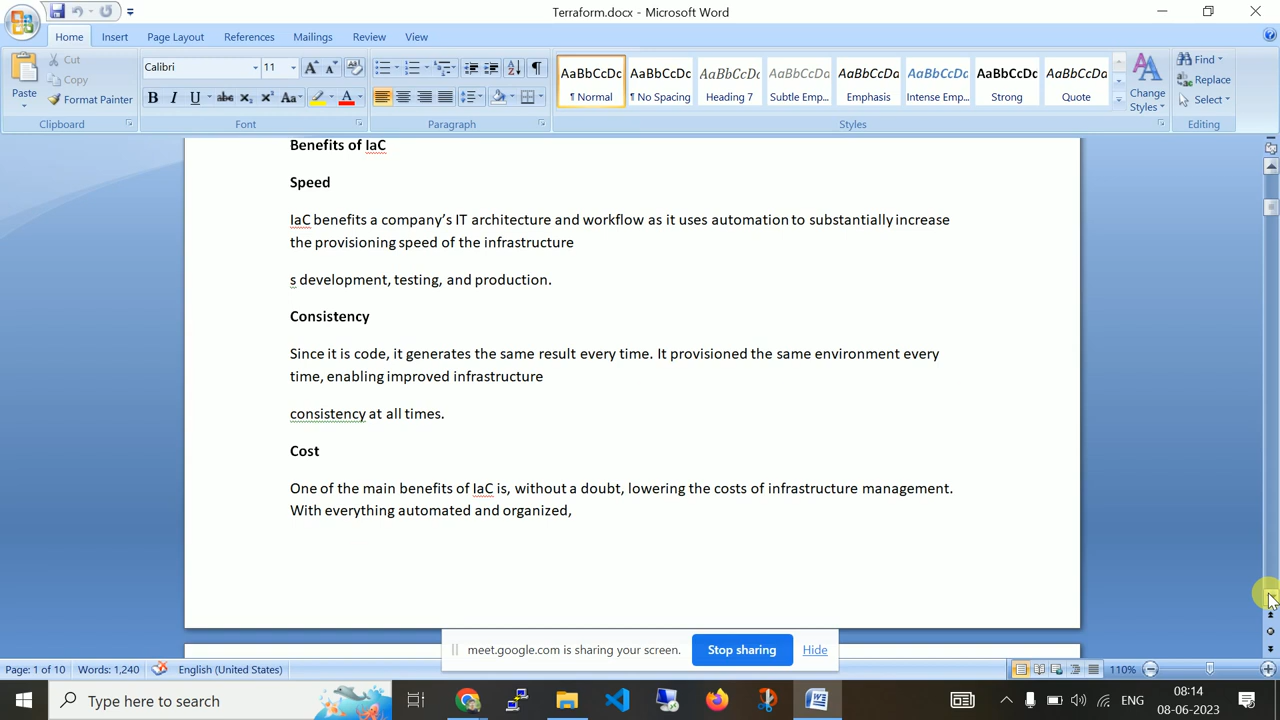 Terraform.docx - Microsoft Word
Home Insert Page Layout References Mailings Review View
Paste
Cut
Copy
Format Painter
Clipboard
Calibri 11
Font
Paragraph
AaBbCcDc AaBbCcDc AaBbCcDc AaBbCcDc AaBbCcDa AaBbCcDc AaBbCcDc AaBbCcDa
¶ Normal ¶ No Spacing Heading 7 Subtle Emp... Emphasis Intense Emp... Strong Quote
Change Styles
Styles
Find
Replace
Select
Editing
Benefits of IaC
Speed
IaC benefits a company’s IT architecture and workflow as it uses automation to substantially increase
the provisioning speed of the infrastructure
s development, testing, and production.
Consistency
Since it is code, it generates the same result every time. It provisioned the same environment every
time, enabling improved infrastructure
consistency at all times.
Cost
One of the main benefits of IaC is, without a doubt, lowering the costs of infrastructure management.
With everything automated and organized,
meet.google.com is sharing your screen. Stop sharing Hide
Page: 1 of 10 Words: 1,240 English (United States) 110%
Type here to search
ENG
08:14
08-06-2023